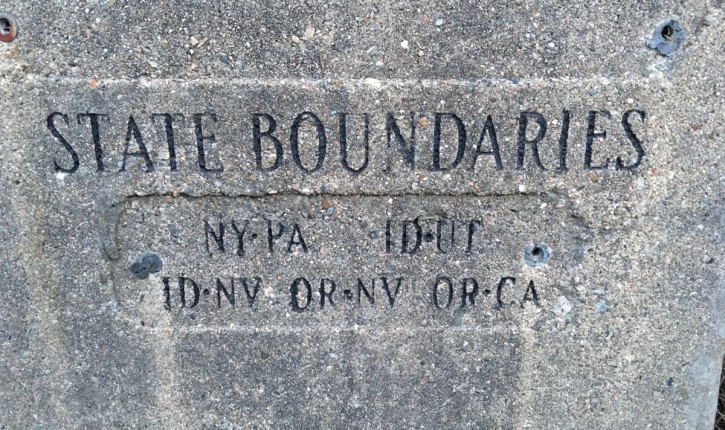 STATE BOUNDARIES
NY·PA ID·UT
ID·NV OR·NV OR·CA